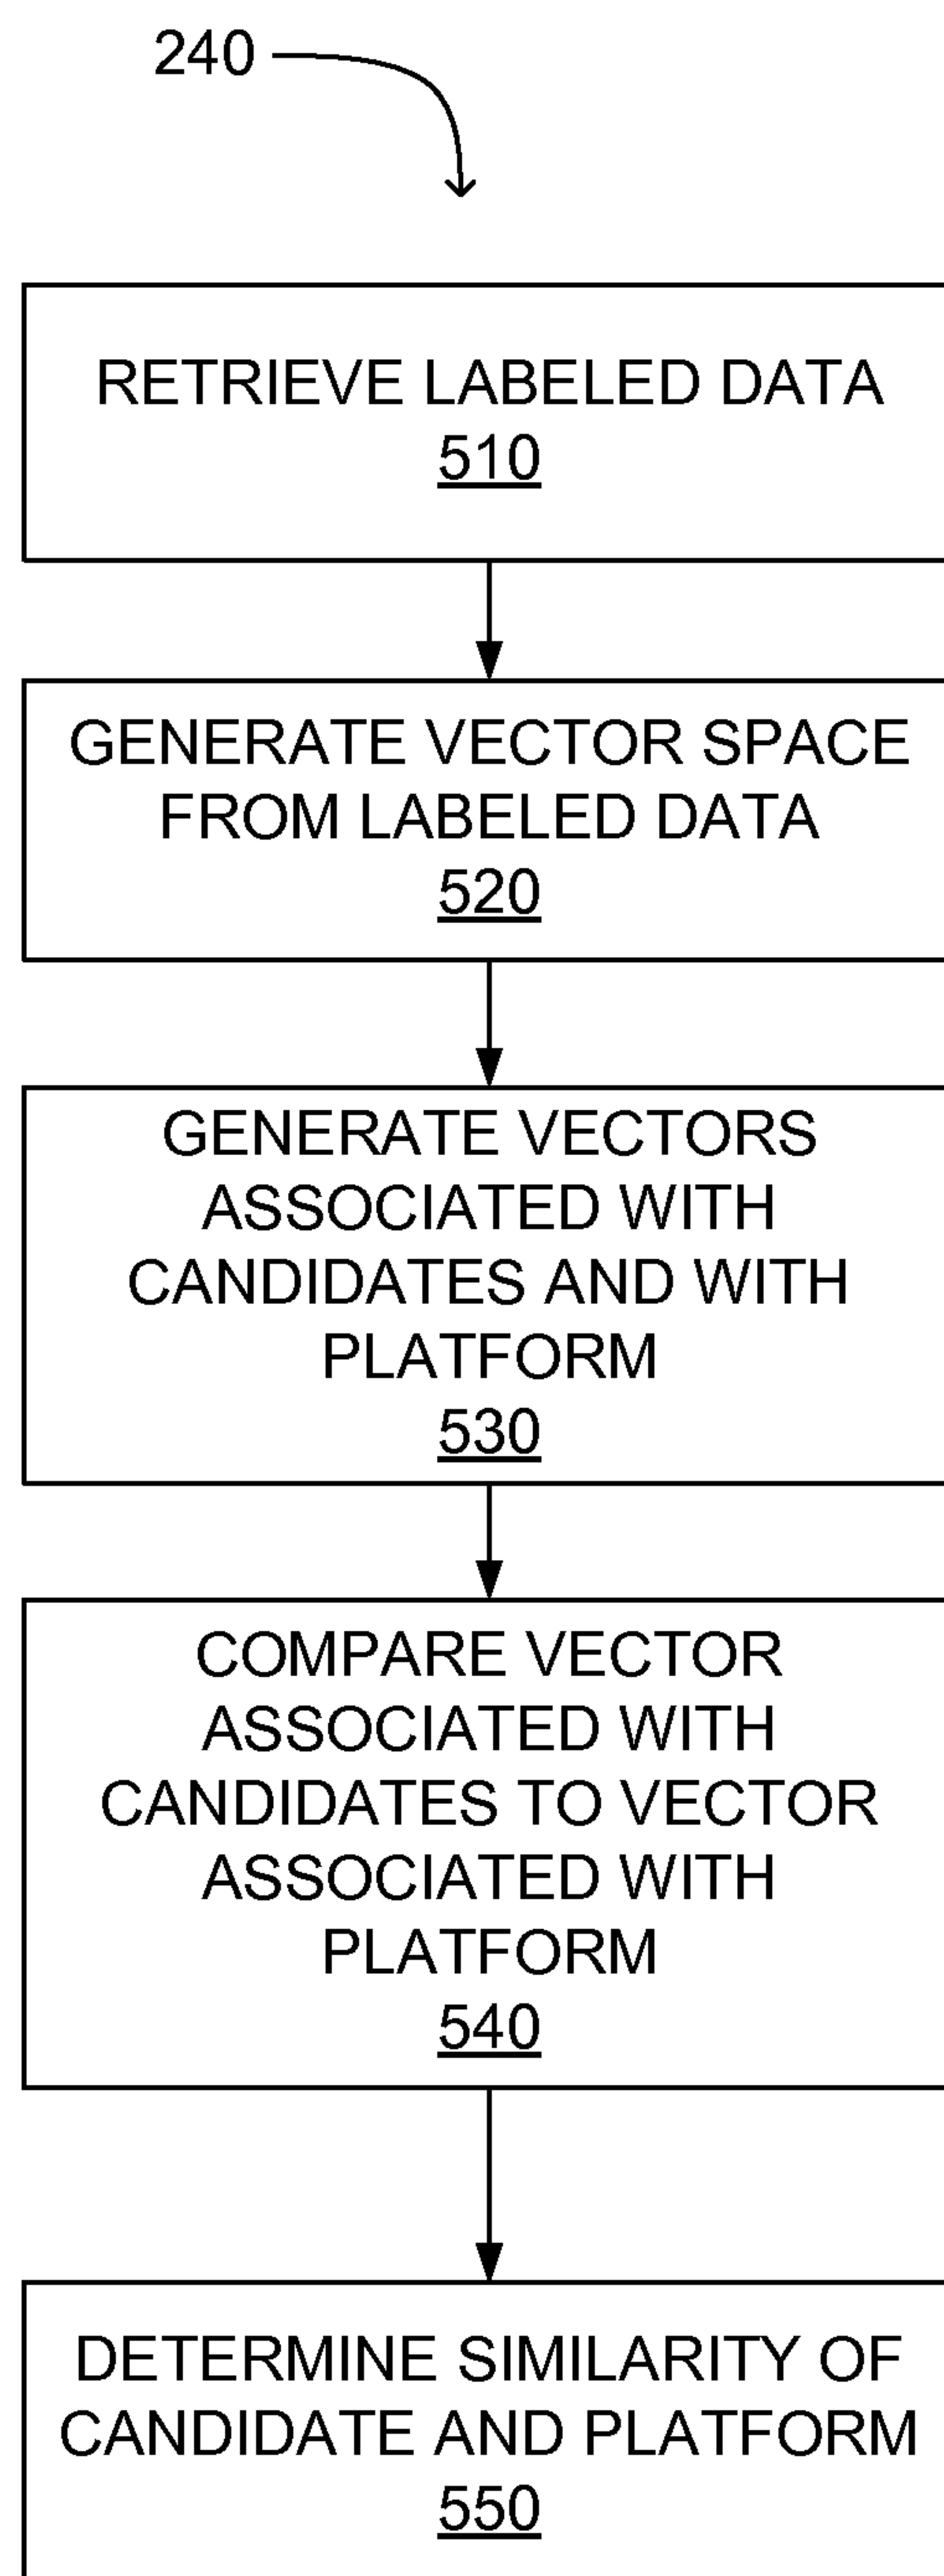 240
RETRIEVE LABELED DATA
510
GENERATE VECTOR SPACE
FROM LABELED DATA
520
GENERATE VECTORS
ASSOCIATED WITH
CANDIDATES AND WITH
PLATFORM
530
COMPARE VECTOR
ASSOCIATED WITH
CANDIDATES TO VECTOR
ASSOCIATED WITH
PLATFORM
540
DETERMINE SIMILARITY OF
CANDIDATE AND PLATFORM
550